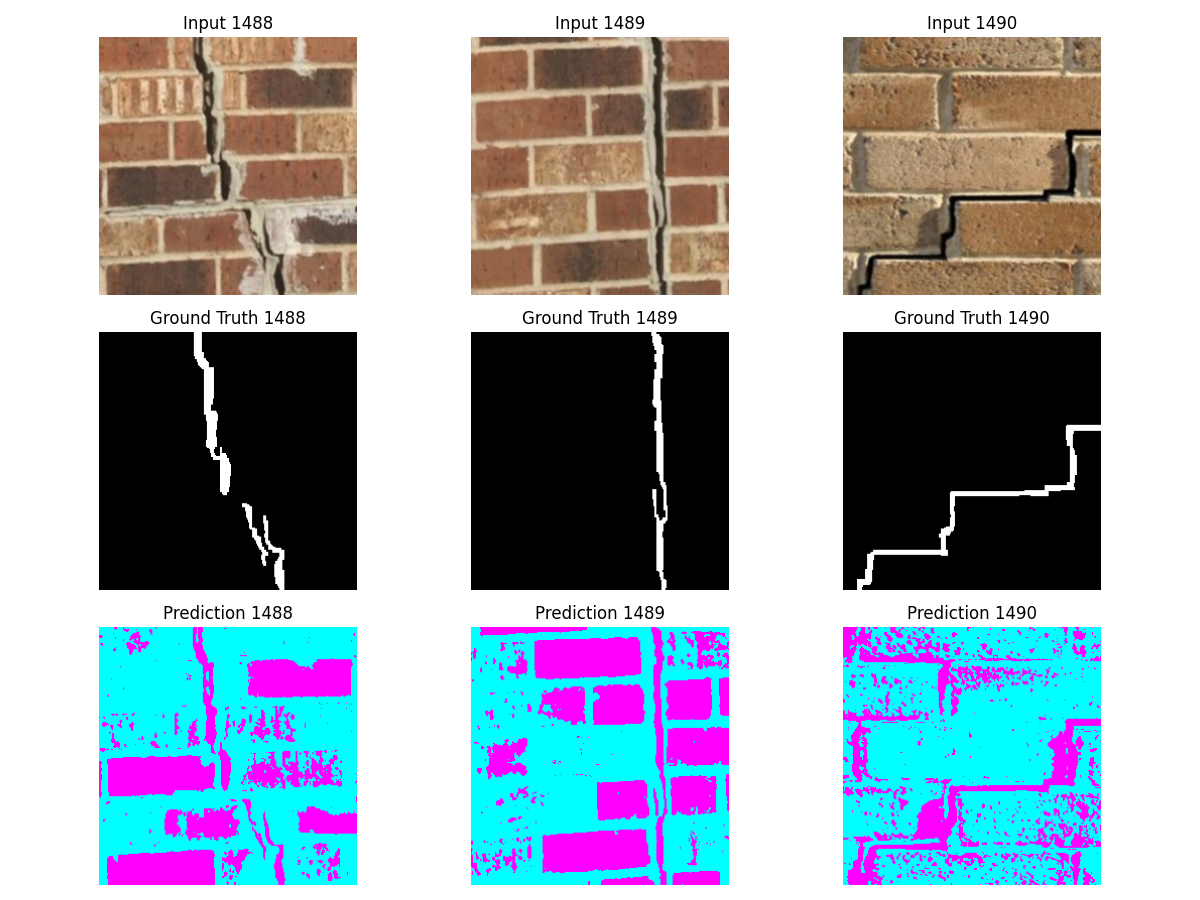 Input 1488
Input 1489
Input 1490
Ground Truth 1488
Ground Truth 1489
Ground Truth 1490
Prediction 1488
Prediction 1489
Prediction 1490